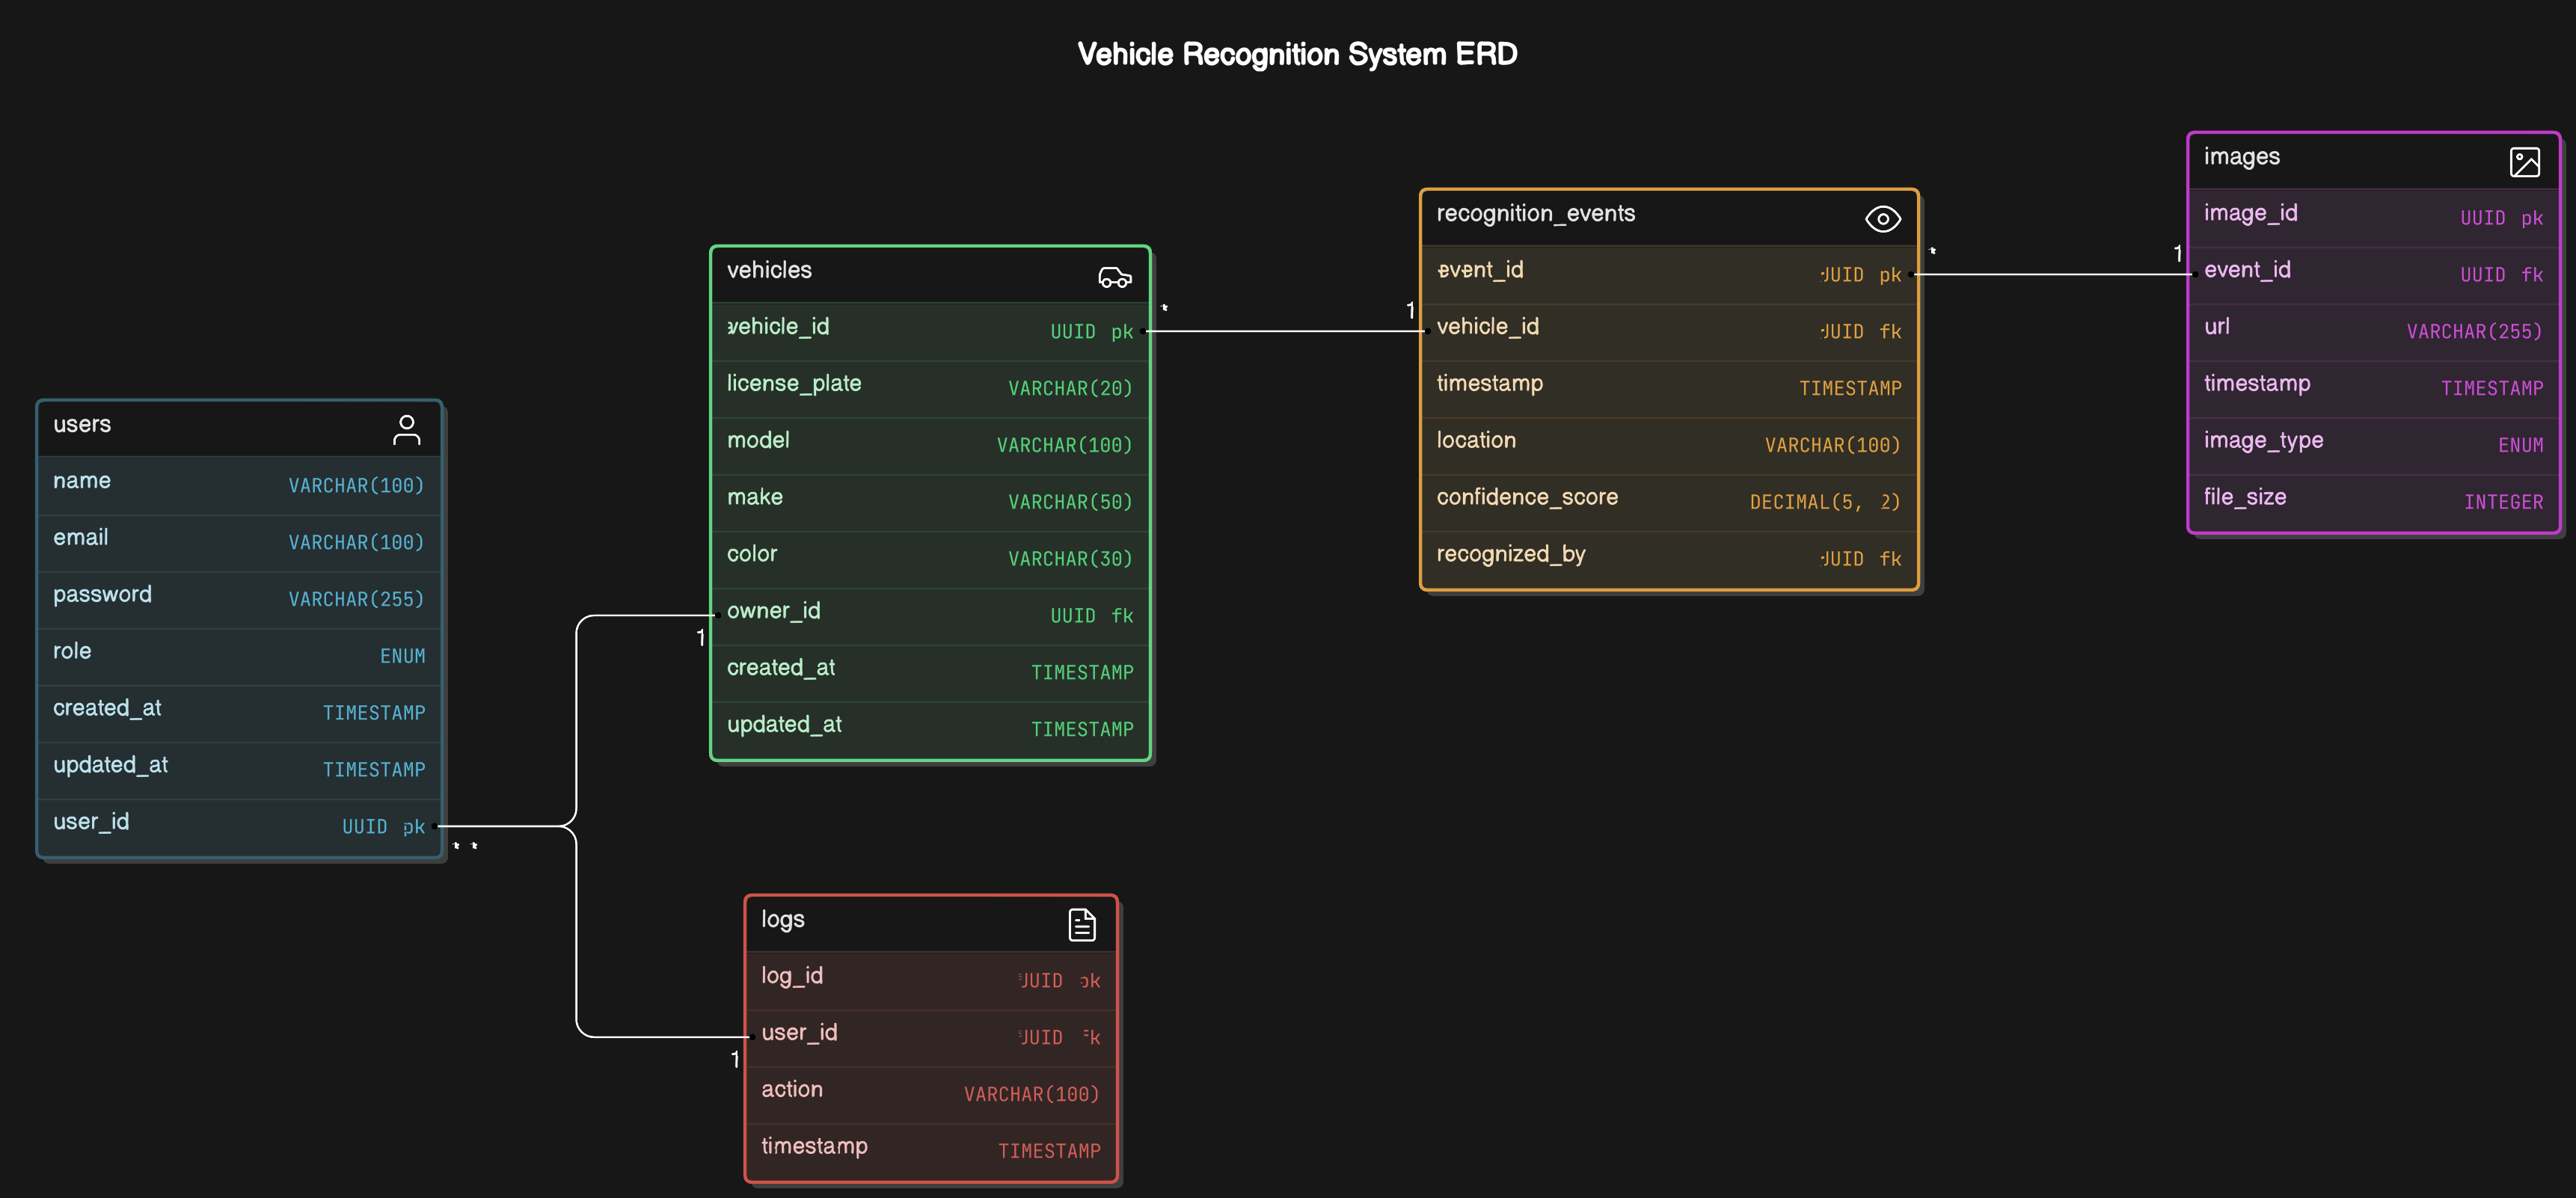 Vehicle Recognition System ERD
users
name VARCHAR(100)
email VARCHAR(100)
password VARCHAR(255)
role ENUM
created_at TIMESTAMP
updated_at TIMESTAMP
user_id UUID pk
* *
vehicles
vehicle_id UUID pk
*
license_plate VARCHAR(20)
model VARCHAR(100)
make VARCHAR(50)
color VARCHAR(30)
owner_id UUID fk
1
created_at TIMESTAMP
updated_at TIMESTAMP
logs
log_id UUID pk
user_id UUID fk
1
action VARCHAR(100)
timestamp TIMESTAMP
recognition_events
event_id UUID pk
*
1
vehicle_id UUID fk
timestamp TIMESTAMP
location VARCHAR(100)
confidence_score DECIMAL(5, 2)
recognized_by UUID fk
images
image_id UUID pk
1
event_id UUID fk
url VARCHAR(255)
timestamp TIMESTAMP
image_type ENUM
file_size INTEGER